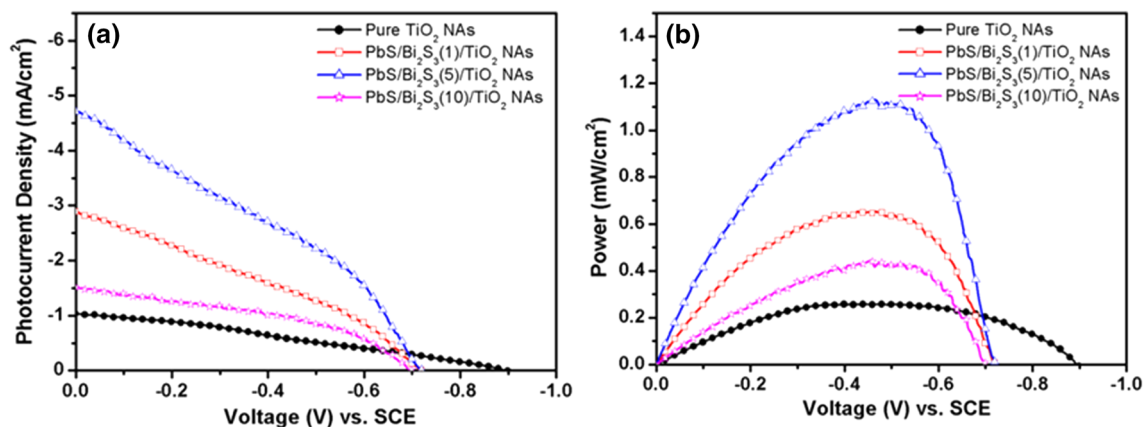 (a)
Pure TiO₂ NAs
PbS/Bi₂S₃(1)/TiO₂ NAs
PbS/Bi₂S₃(5)/TiO₂ NAs
PbS/Bi₂S₃(10)/TiO₂ NAs
Photocurrent Density (mA/cm²)
-6
-5
-4
-3
-2
-1
0
0.0 -0.2 -0.4 -0.6 -0.8 -1.0
Voltage (V) vs. SCE
(b)
Pure TiO₂ NAs
PbS/Bi₂S₃(1)/TiO₂ NAs
PbS/Bi₂S₃(5)/TiO₂ NAs
PbS/Bi₂S₃(10)/TiO₂ NAs
Power (mW/cm²)
1.4
1.2
1.0
0.8
0.6
0.4
0.2
0.0
0.0 -0.2 -0.4 -0.6 -0.8 -1.0
Voltage (V) vs. SCE